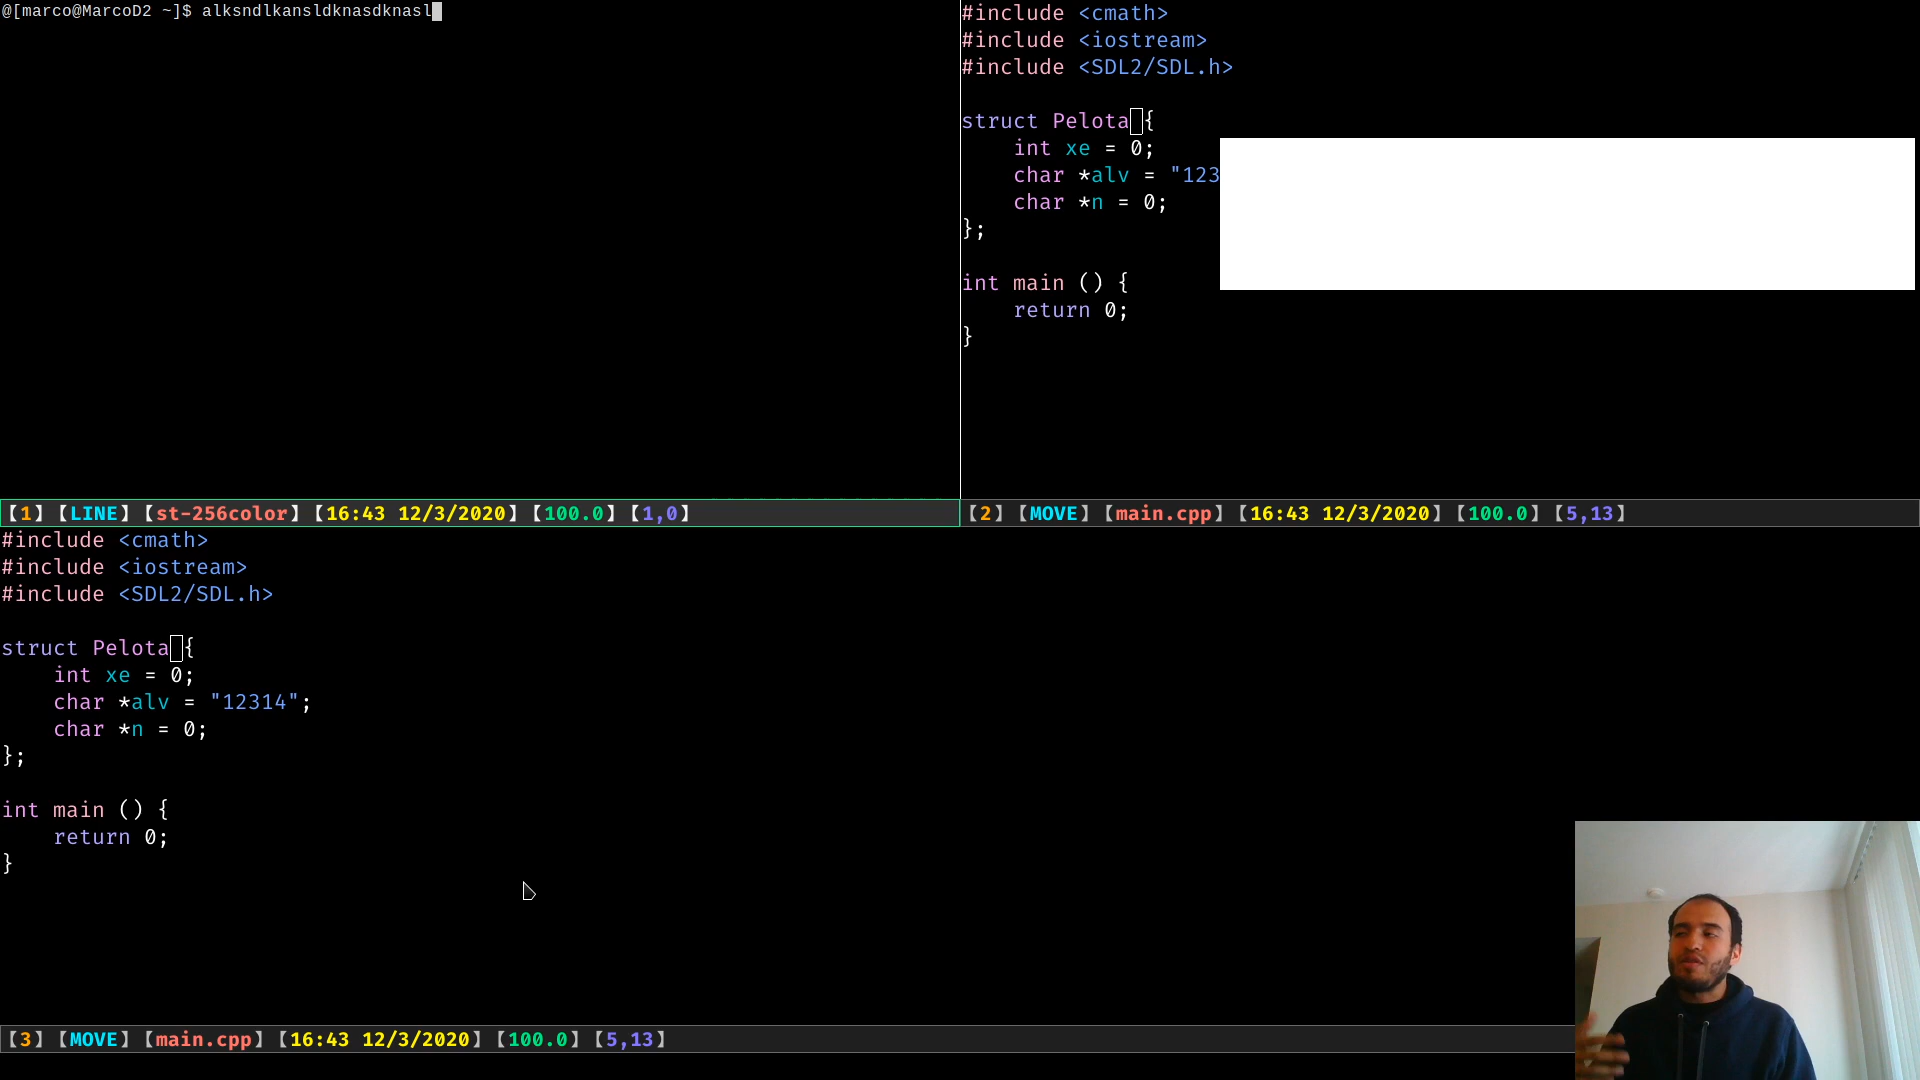 @[marco@MarcoD2 ~]$ alksndlkansldknasdknasl
#include <cmath>
#include <iostream>
#include <SDL2/SDL.h>
struct Pelota {
    int xe = 0;
    char *alv = "123
    char *n = 0;
};
int main () {
    return 0;
}
【1】【LINE】【st-256color】【16:43 12/3/2020】【100.0】【1,0】
【2】【MOVE】【main.cpp】【16:43 12/3/2020】【100.0】【5,13】
#include <cmath>
#include <iostream>
#include <SDL2/SDL.h>
struct Pelota {
    int xe = 0;
    char *alv = "12314";
    char *n = 0;
};
int main () {
    return 0;
}
【3】【MOVE】【main.cpp】【16:43 12/3/2020】【100.0】【5,13】